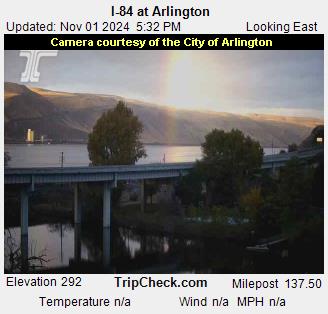 I-84 at Arlington
Updated: Nov 01 2024 5:32 PM Looking East
Camera courtesy of the City of Arlington
Elevation 292 TripCheck.com Milepost 137.50
Temperature n/a Wind n/a MPH n/a